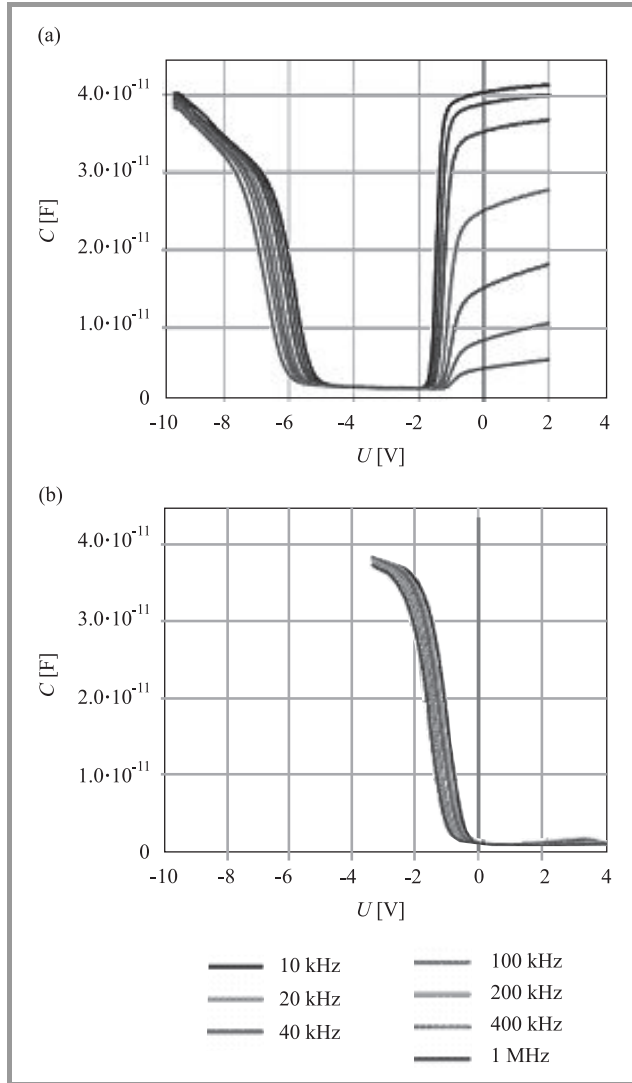 (a)
4.0·10-11
3.0·10-11
2.0·10-11
1.0·10-11
0
C [F]
-10 -8 -6 -4 -2 0 2 4
U [V]
(b)
4.0·10-11
3.0·10-11
2.0·10-11
1.0·10-11
0
C [F]
-10 -8 -6 -4 -2 0 2 4
U [V]
10 kHz
20 kHz
40 kHz
100 kHz
200 kHz
400 kHz
1 MHz